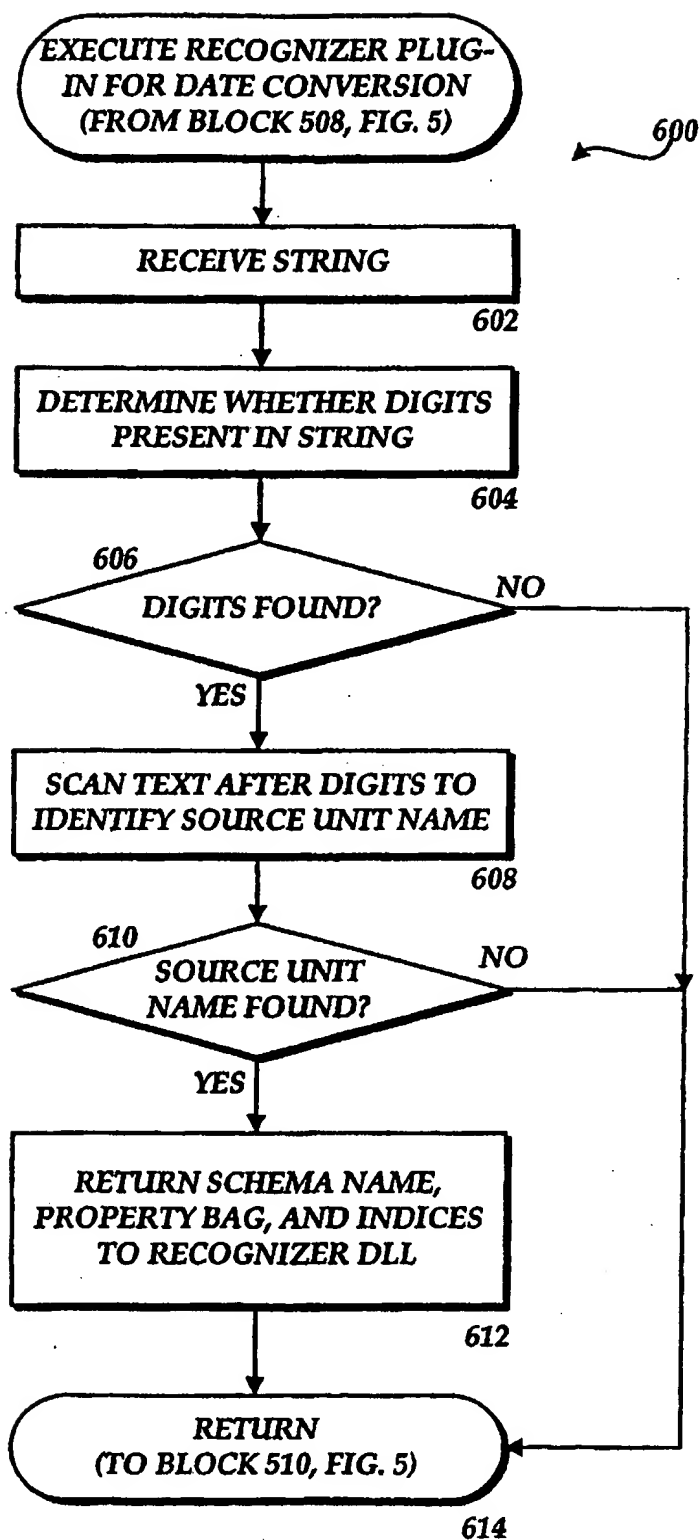 EXECUTE RECOGNIZER PLUG-
IN FOR DATE CONVERSION
(FROM BLOCK 508, FIG. 5)
600
RECEIVE STRING
602
DETERMINE WHETHER DIGITS
PRESENT IN STRING
604
606
DIGITS FOUND?
NO
YES
SCAN TEXT AFTER DIGITS TO
IDENTIFY SOURCE UNIT NAME
608
610
SOURCE UNIT
NAME FOUND?
NO
YES
RETURN SCHEMA NAME,
PROPERTY BAG, AND INDICES
TO RECOGNIZER DLL
612
RETURN
(TO BLOCK 510, FIG. 5)
614